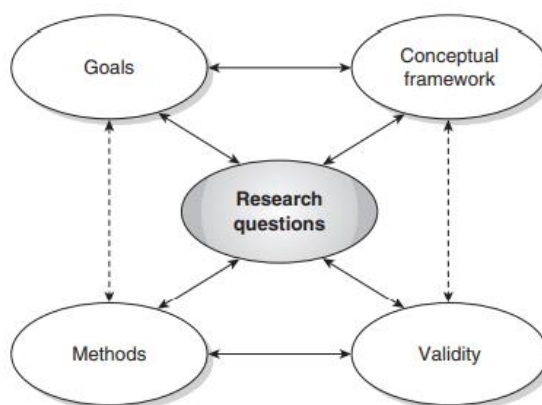 Goals
Conceptual
framework
Research
questions
Methods
Validity